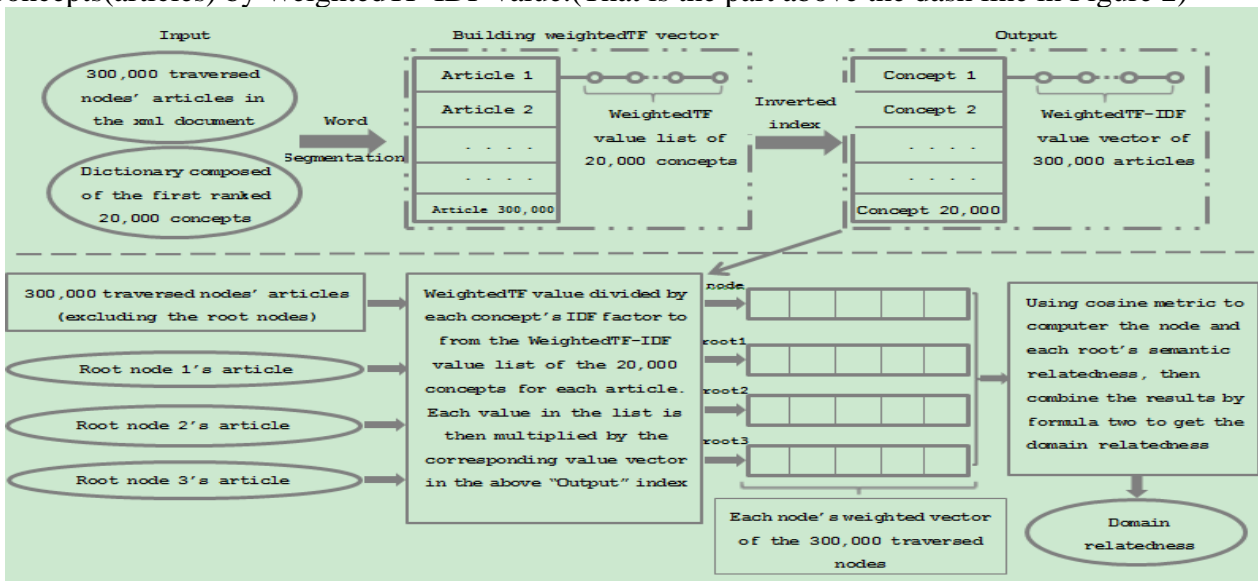 concepts(articles) by WeightedTF-IDF value.(That is the part above the dash line in Figure 2)
Input
300,000 traversed
nodes' articles in
the xml document
Dictionary composed
of the first ranked
20,000 concepts
Word
Segmentation
Building weightedTF vector
Article 1
Article 2
. . . .
. . . .
Article 300,000
WeightedTF
value list of
20,000 concepts
Inverted
index
Output
Concept 1
Concept 2
. . . .
. . . .
Concept 20,000
WeightedTF-IDF
value vector of
300,000 articles
300,000 traversed nodes' articles
(excluding the root nodes)
Root node 1's article
Root node 2's article
Root node 3's article
WeightedTF value divided by
each concept's IDF factor to
from the WeightedTF-IDF
value list of the 20,000
concepts for each article.
Each value in the list is
then multiplied by the
corresponding value vector
in the above "Output" index
node
root1
root2
root3
Each node's weighted vector
of the 300,000 traversed
nodes
Using cosine metric to
computer the node and
each root's semantic
relatedness, then
combine the results by
formula two to get the
domain relatedness
Domain
relatedness